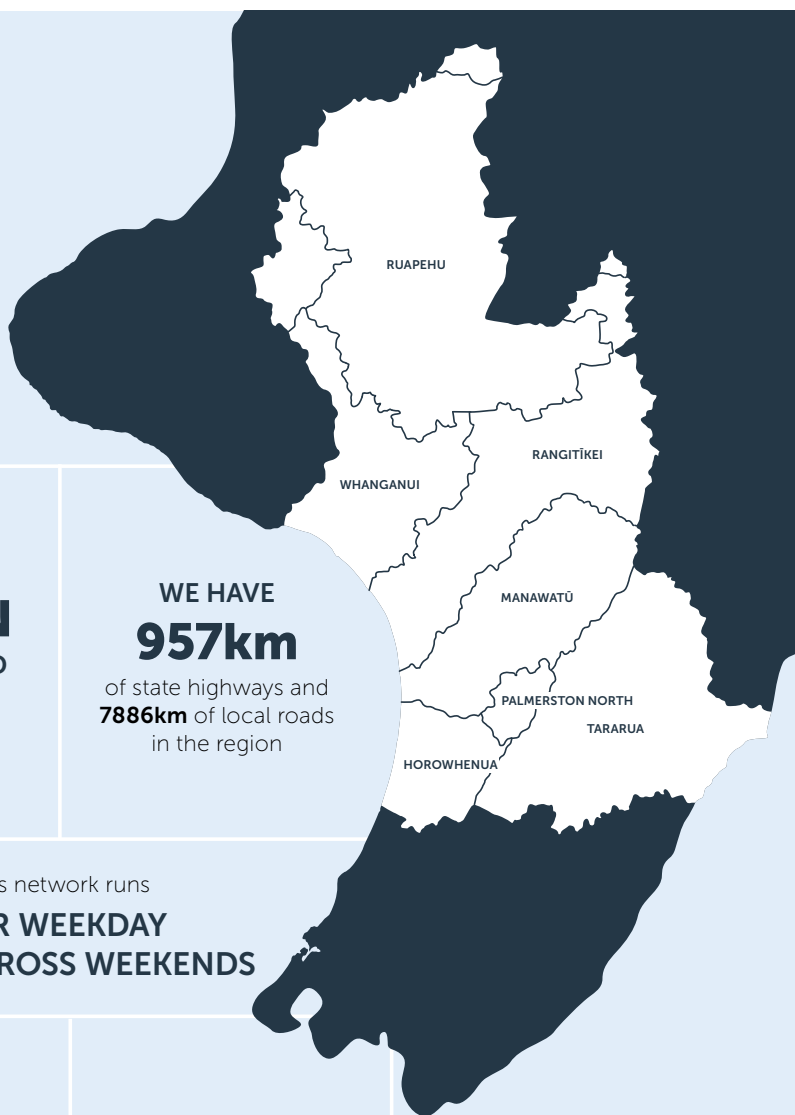 RUAPEHU
RANGITĪKEI
WHANGANUI
MANAWATŪ
PALMERSTON NORTH
TARARUA
HOROWHENUA
WE HAVE
957km
of state highways and
7886km of local roads
in the region
network runs
WEEKDAY
WEEKENDS